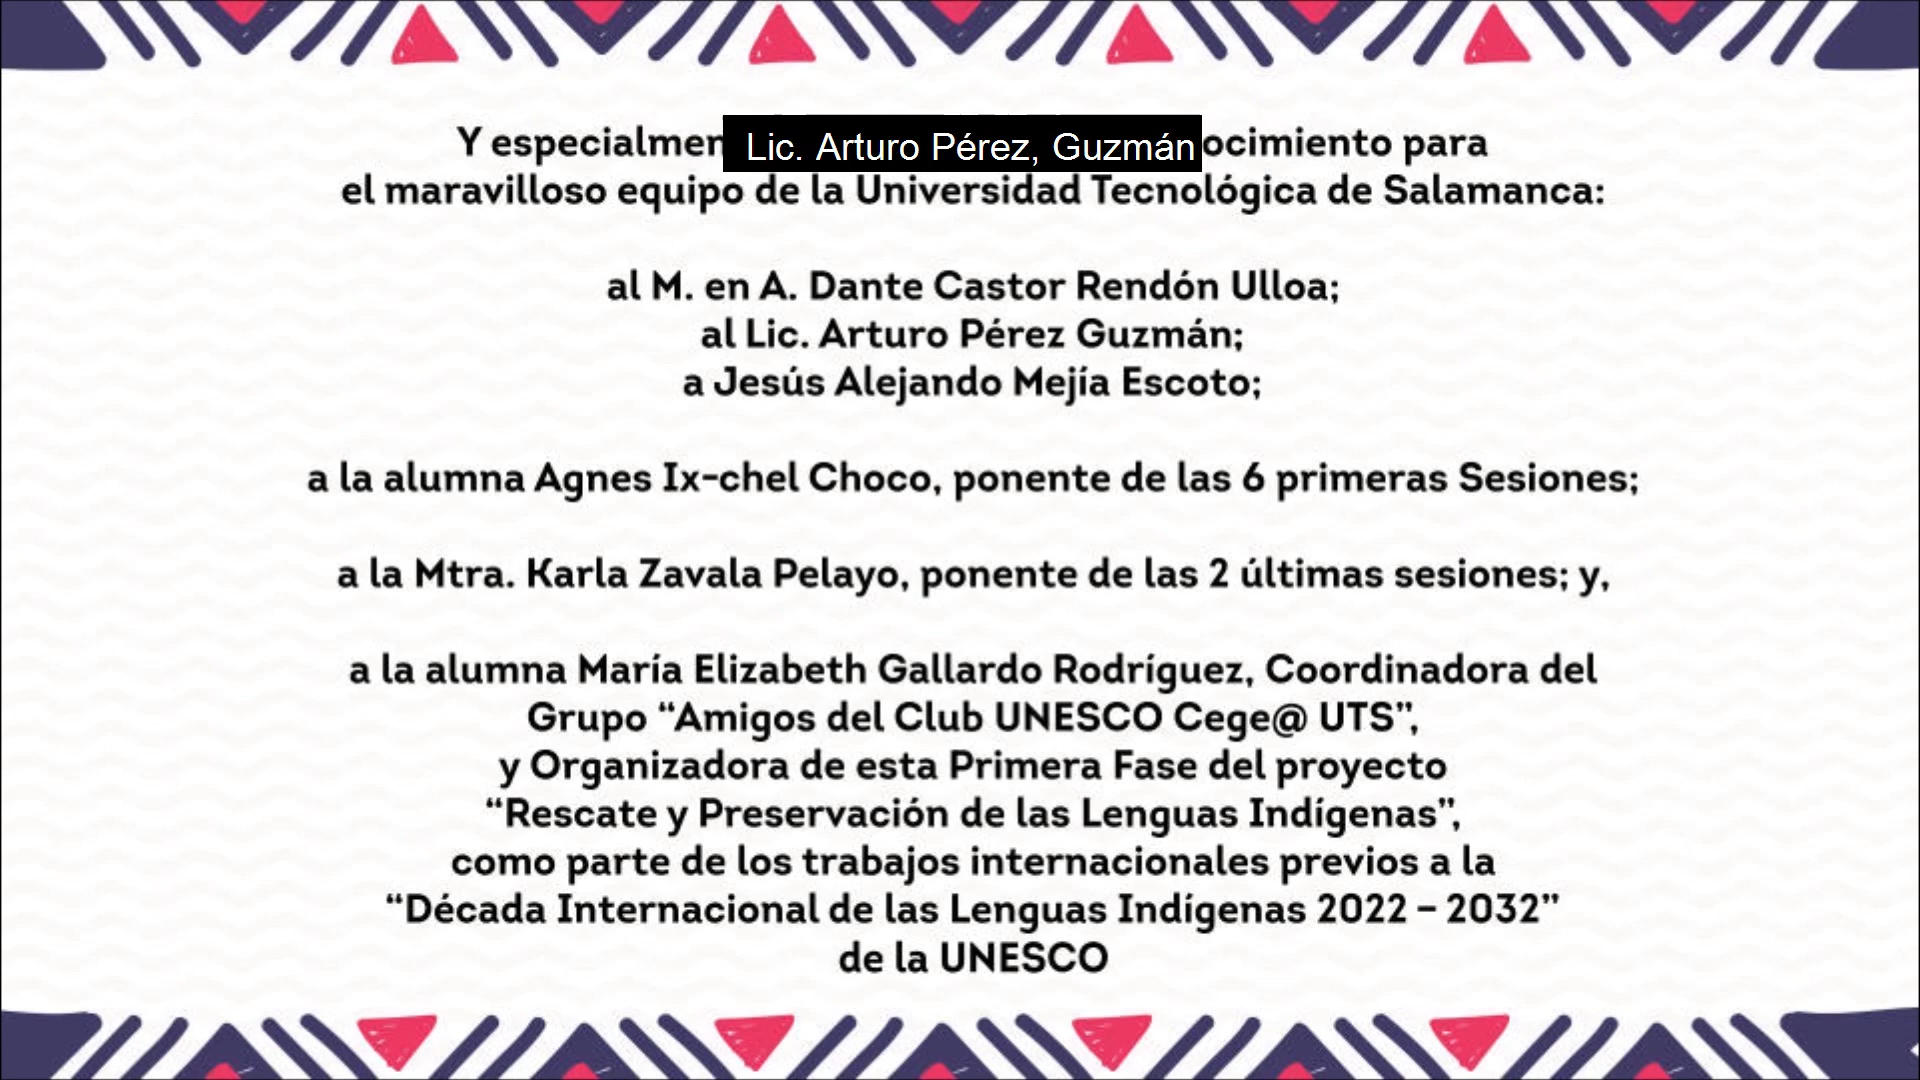 Y especialmen Lic. Arturo Pérez, Guzmán ocimiento para
el maravilloso equipo de la Universidad Tecnológica de Salamanca:
al M. en A. Dante Castor Rendón Ulloa;
al Lic. Arturo Pérez Guzmán;
a Jesús Alejando Mejía Escoto;
a la alumna Agnes Ix-chel Choco, ponente de las 6 primeras Sesiones;
a la Mtra. Karla Zavala Pelayo, ponente de las 2 últimas sesiones; y,
a la alumna María Elizabeth Gallardo Rodríguez, Coordinadora del
Grupo “Amigos del Club UNESCO Cege@ UTS”,
y Organizadora de esta Primera Fase del proyecto
“Rescate y Preservación de las Lenguas Indígenas”,
como parte de los trabajos internacionales previos a la
“Década Internacional de las Lenguas Indígenas 2022 – 2032”
de la UNESCO